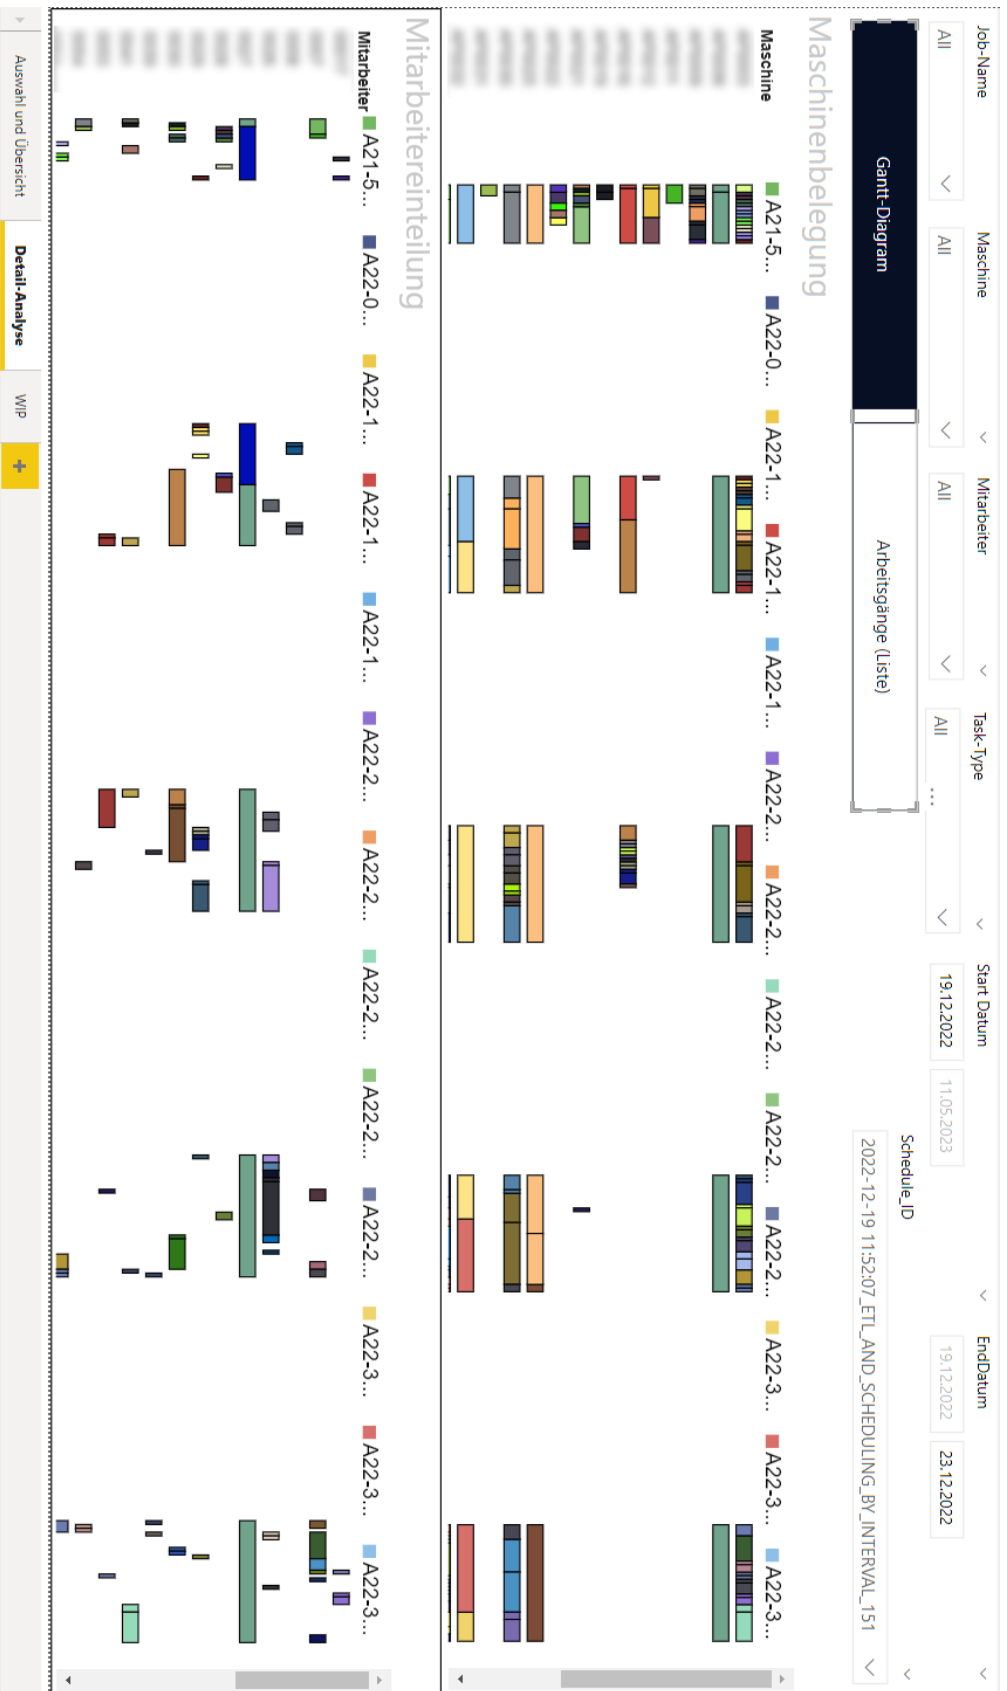 Job-Name
All
Maschine
All
Mitarbeiter
All
Task-Type
All
Start Datum
19.12.2022
11.05.2023
EndDatum
19.12.2022
23.12.2022
Gantt-Diagram
Arbeitsgänge (Liste)
Schedule_ID
2022-12-19 11:52:07_ETL_AND_SCHEDULING_BY_INTERVAL_151
Maschinenbelegung
Maschine A21-5... A22-0... A22-1... A22-1... A22-1... A22-2... A22-2... A22-2... A22-2... A22-2... A22-3... A22-3... A22-3...
Mitarbeitereinteilung
Mitarbeiter A21-5... A22-0... A22-1... A22-1... A22-1... A22-2... A22-2... A22-2... A22-2... A22-2... A22-3... A22-3... A22-3...
Auswahl und Übersicht
Detail-Analyse
WIP
+